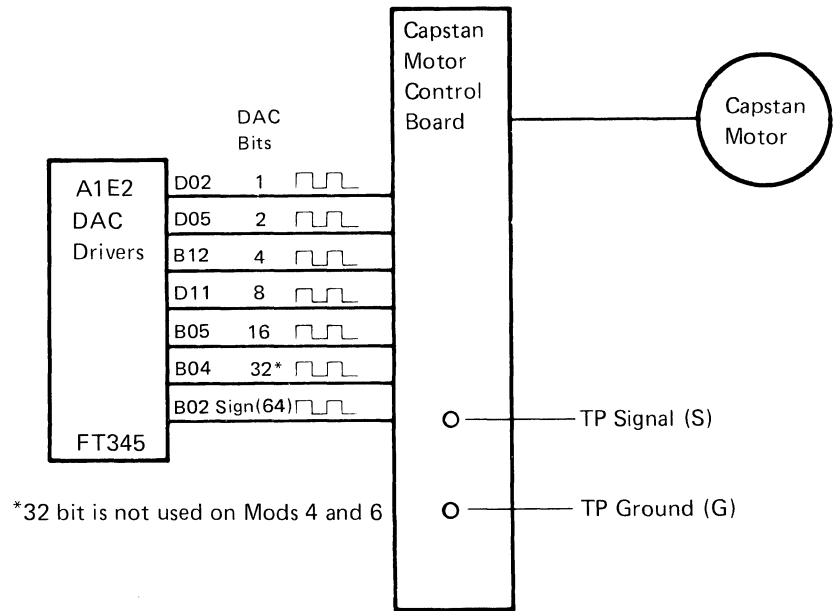 Capstan
Motor
Control
Board
Capstan
Motor
DAC
Bits
A1E2
DAC
Drivers
FT345
D02 1
D05 2
B12 4
D11 8
B05 16
B04 32*
B02 Sign(64)
TP Signal (S)
TP Ground (G)
*32 bit is not used on Mods 4 and 6